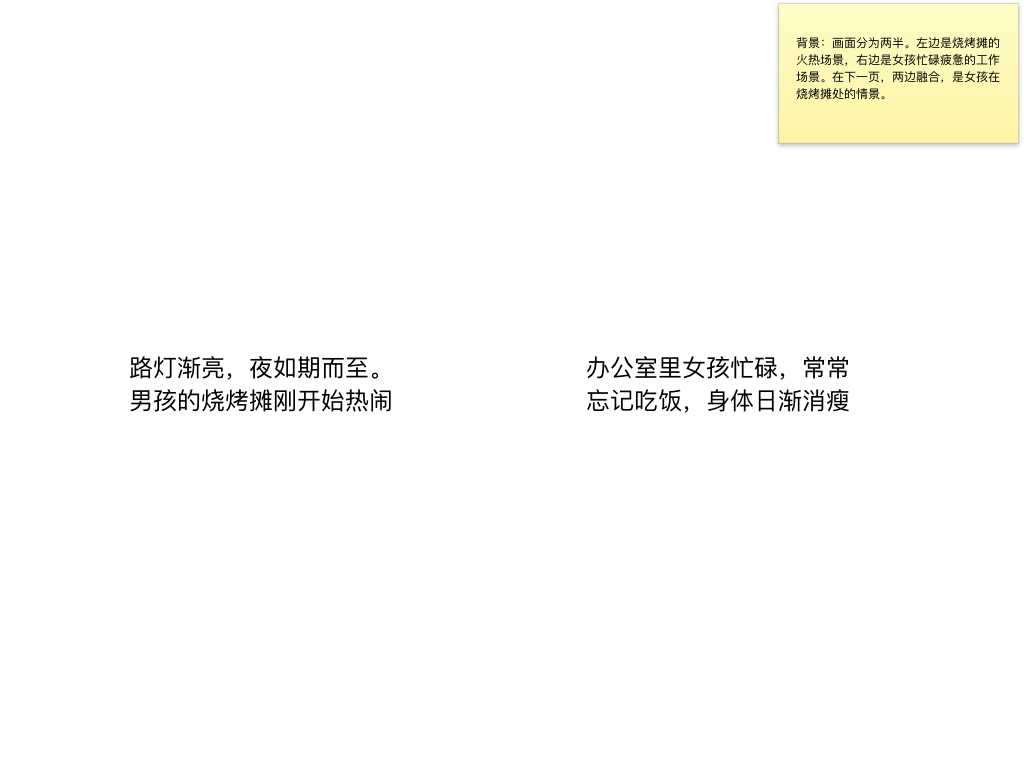 背景：画面分为两半。左边是烧烤摊的
火热场景，右边是女孩忙碌疲惫的工作
场景。在下一页，两边融合，是女孩在
烧烤摊处的情景。
路灯渐亮，夜如期而至。
男孩的烧烤摊刚开始热闹
办公室里女孩忙碌，常常
忘记吃饭，身体日渐消瘦